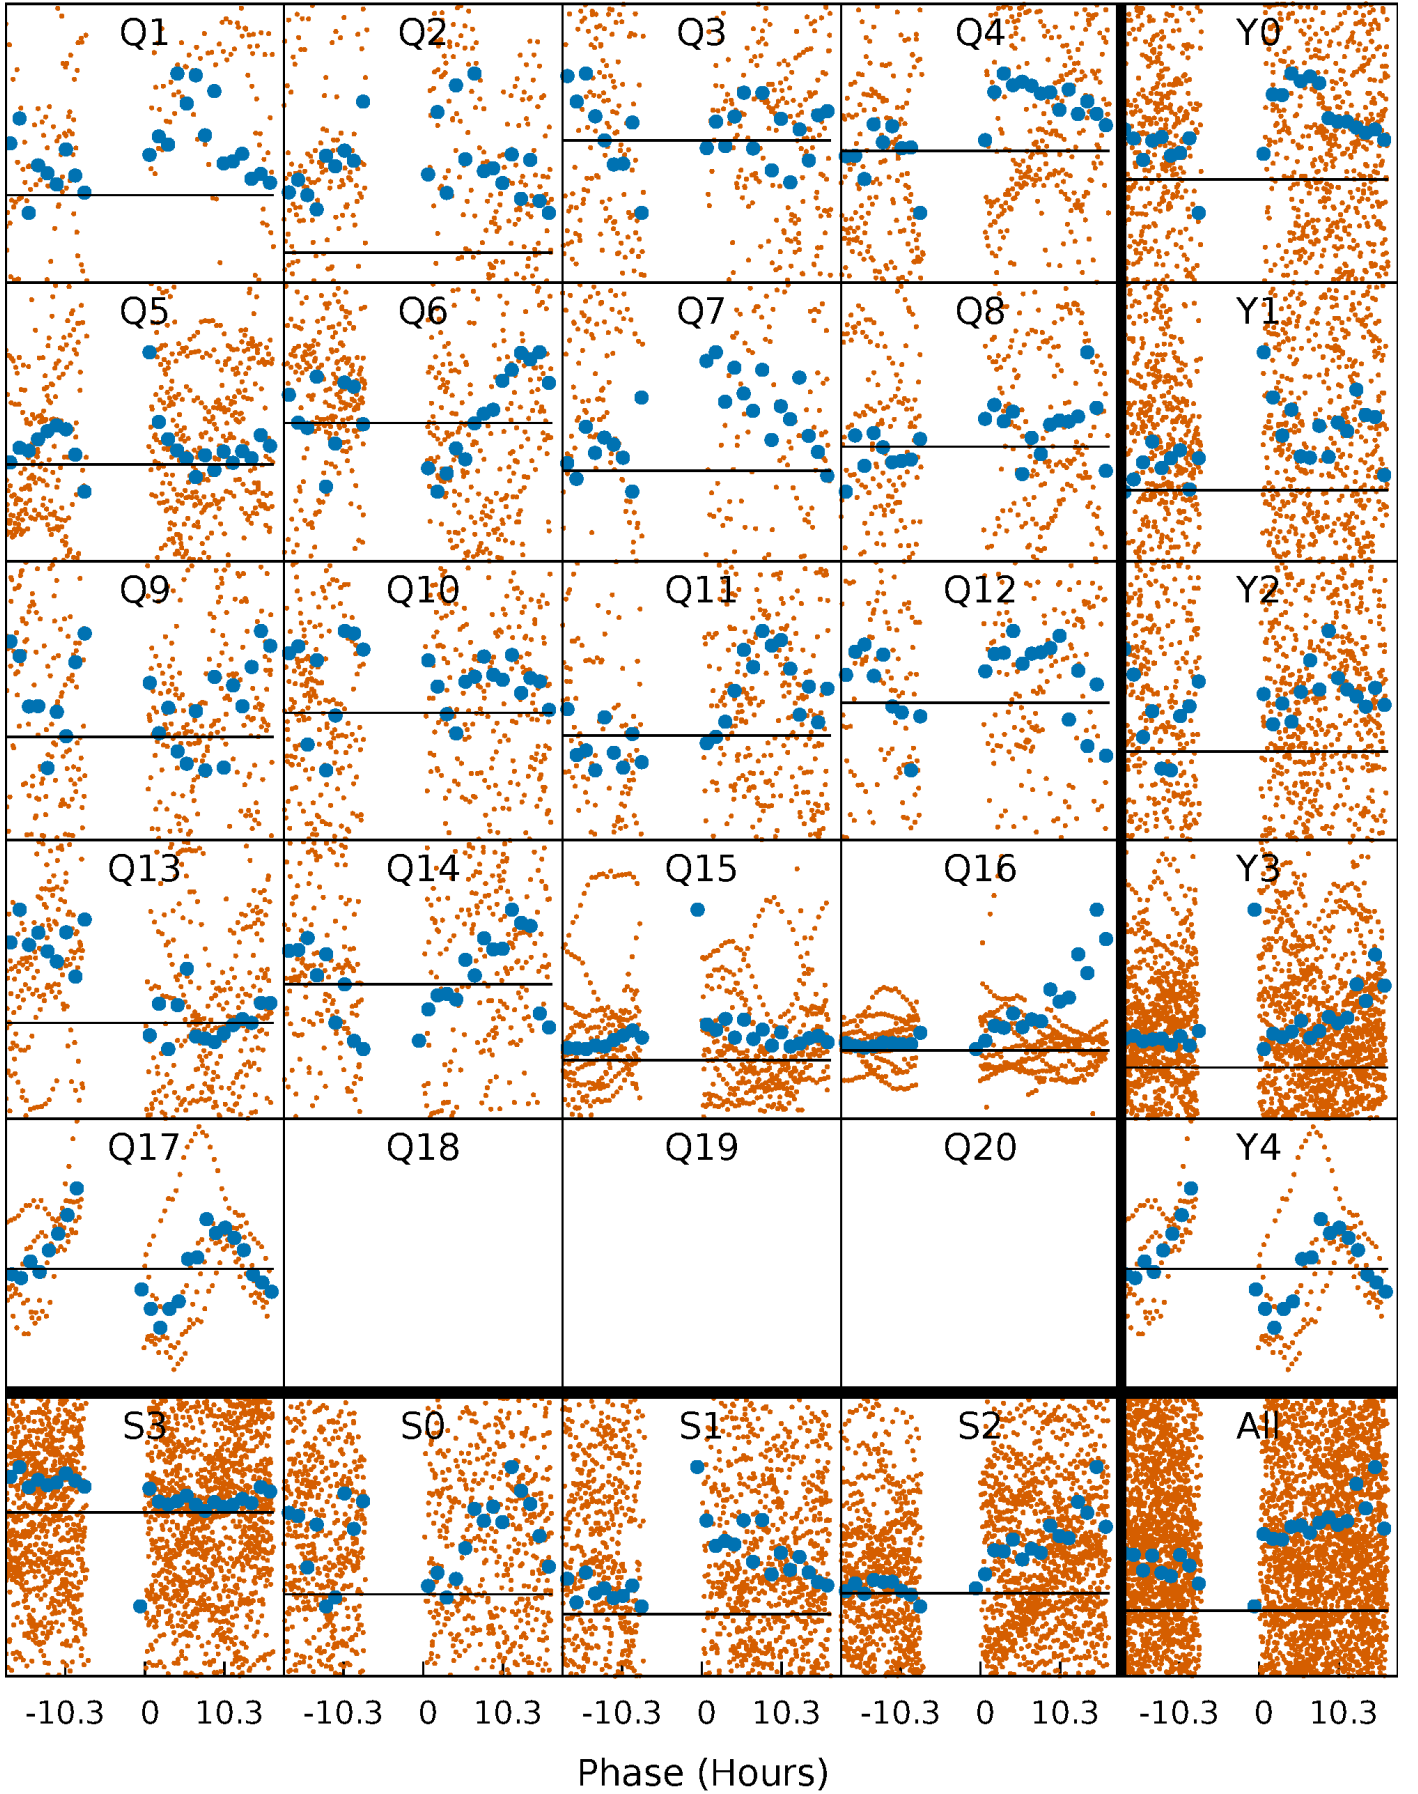 Q1 Q2 Q3 Q4 Y0
Q5 Q6 Q7 Q8 Y1
Q9 Q10 Q11 Q12 Y2
Q13 Q14 Q15 Q16 Y3
Q17 Q18 Q19 Q20 Y4
S3 S0 S1 S2 All
-10.3 0 10.3 -10.3 0 10.3 -10.3 0 10.3 -10.3 0 10.3 -10.3 0 10.3
Phase (Hours)